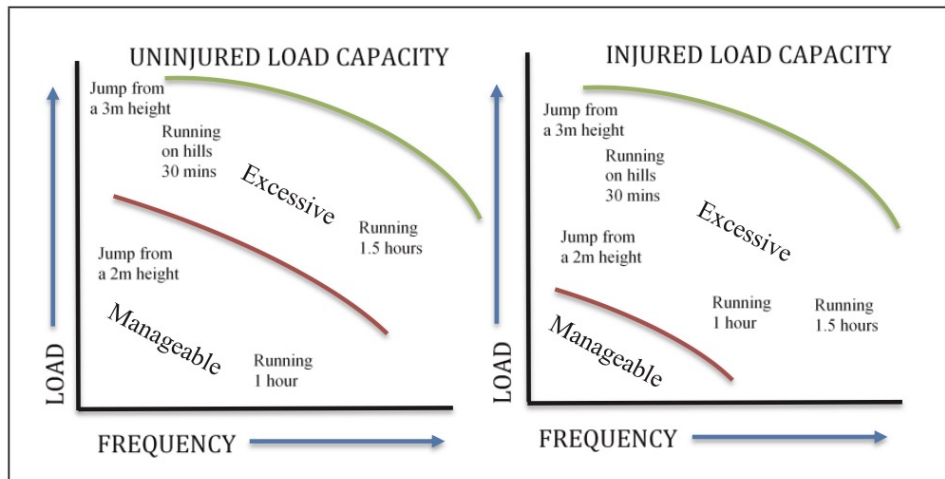 UNINJURED LOAD CAPACITY
Jump from
a 3m height
Running
on hills
30 mins
Excessive
Running
1.5 hours
Jump from
a 2m height
Manageable
Running
1 hour
LOAD
FREQUENCY
INJURED LOAD CAPACITY
Jump from
a 3m height
Running
on hills
30 mins
Excessive
Jump from
a 2m height
Running
1 hour
Running
1.5 hours
Manageable
LOAD
FREQUENCY